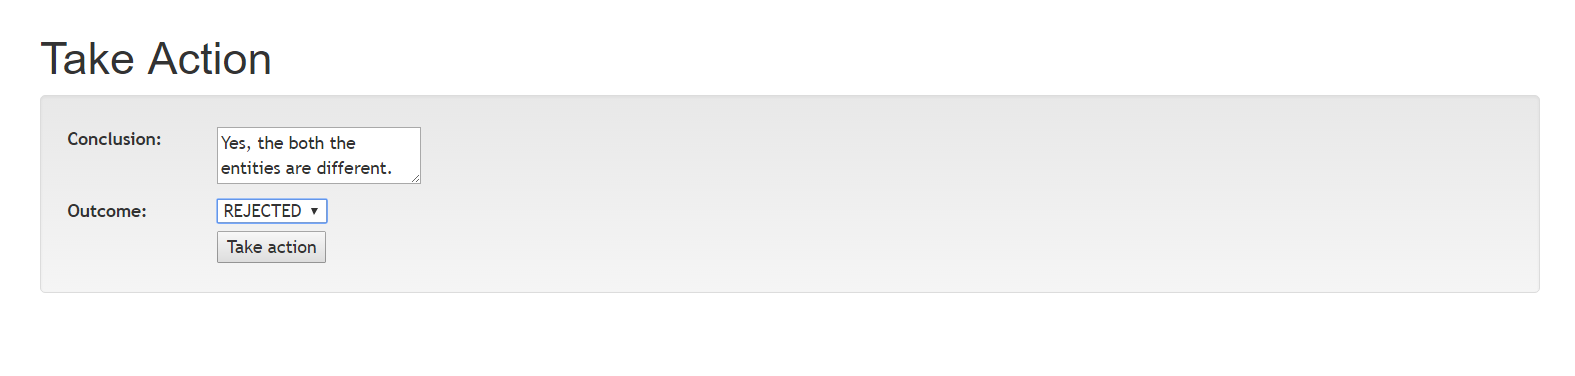 Take Action
Conclusion:
Yes, the both the
entities are different.
Outcome:
REJECTED
Take action